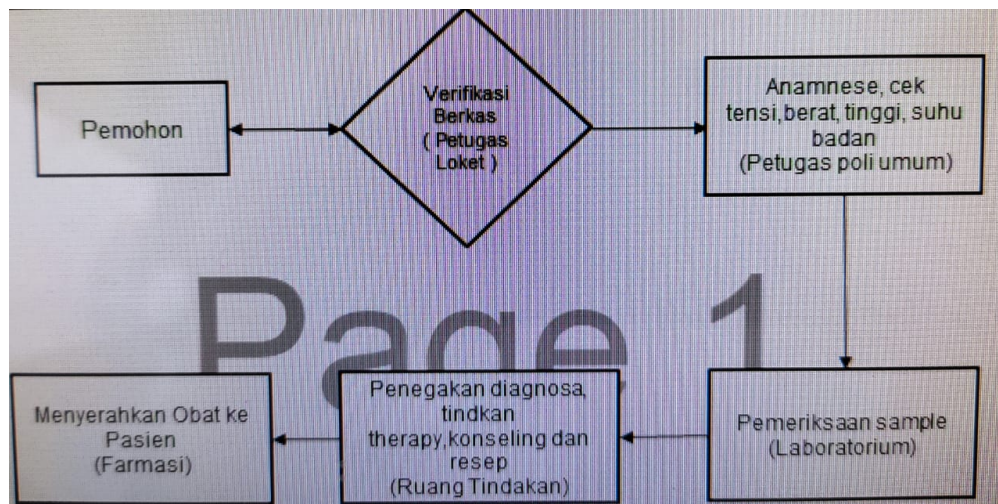 Pemohon
Verifikasi
Berkas
( Petugas
Loket )
Anamnese, cek
tensi,berat, tinggi, suhu
badan
(Petugas poli umum)
Page 1
Menyerahkan Obat ke
Pasien
(Farmasi)
Penegakan diagnosa,
tindkan
therapy,konseling dan
resep
(Ruang Tindakan)
Pemeriksaan sample
(Laboratorium)